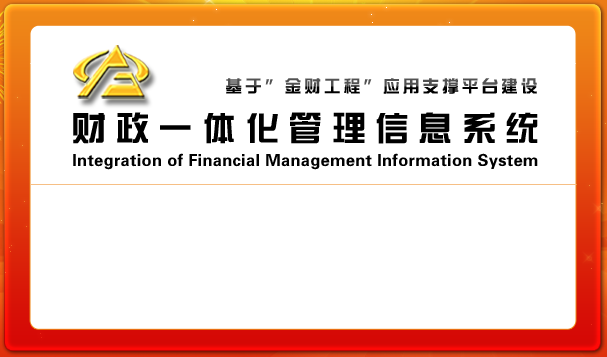 基于”金财工程”应用支撑平台建设
财政一体化管理信息系统
Integration of Financial Management Information System